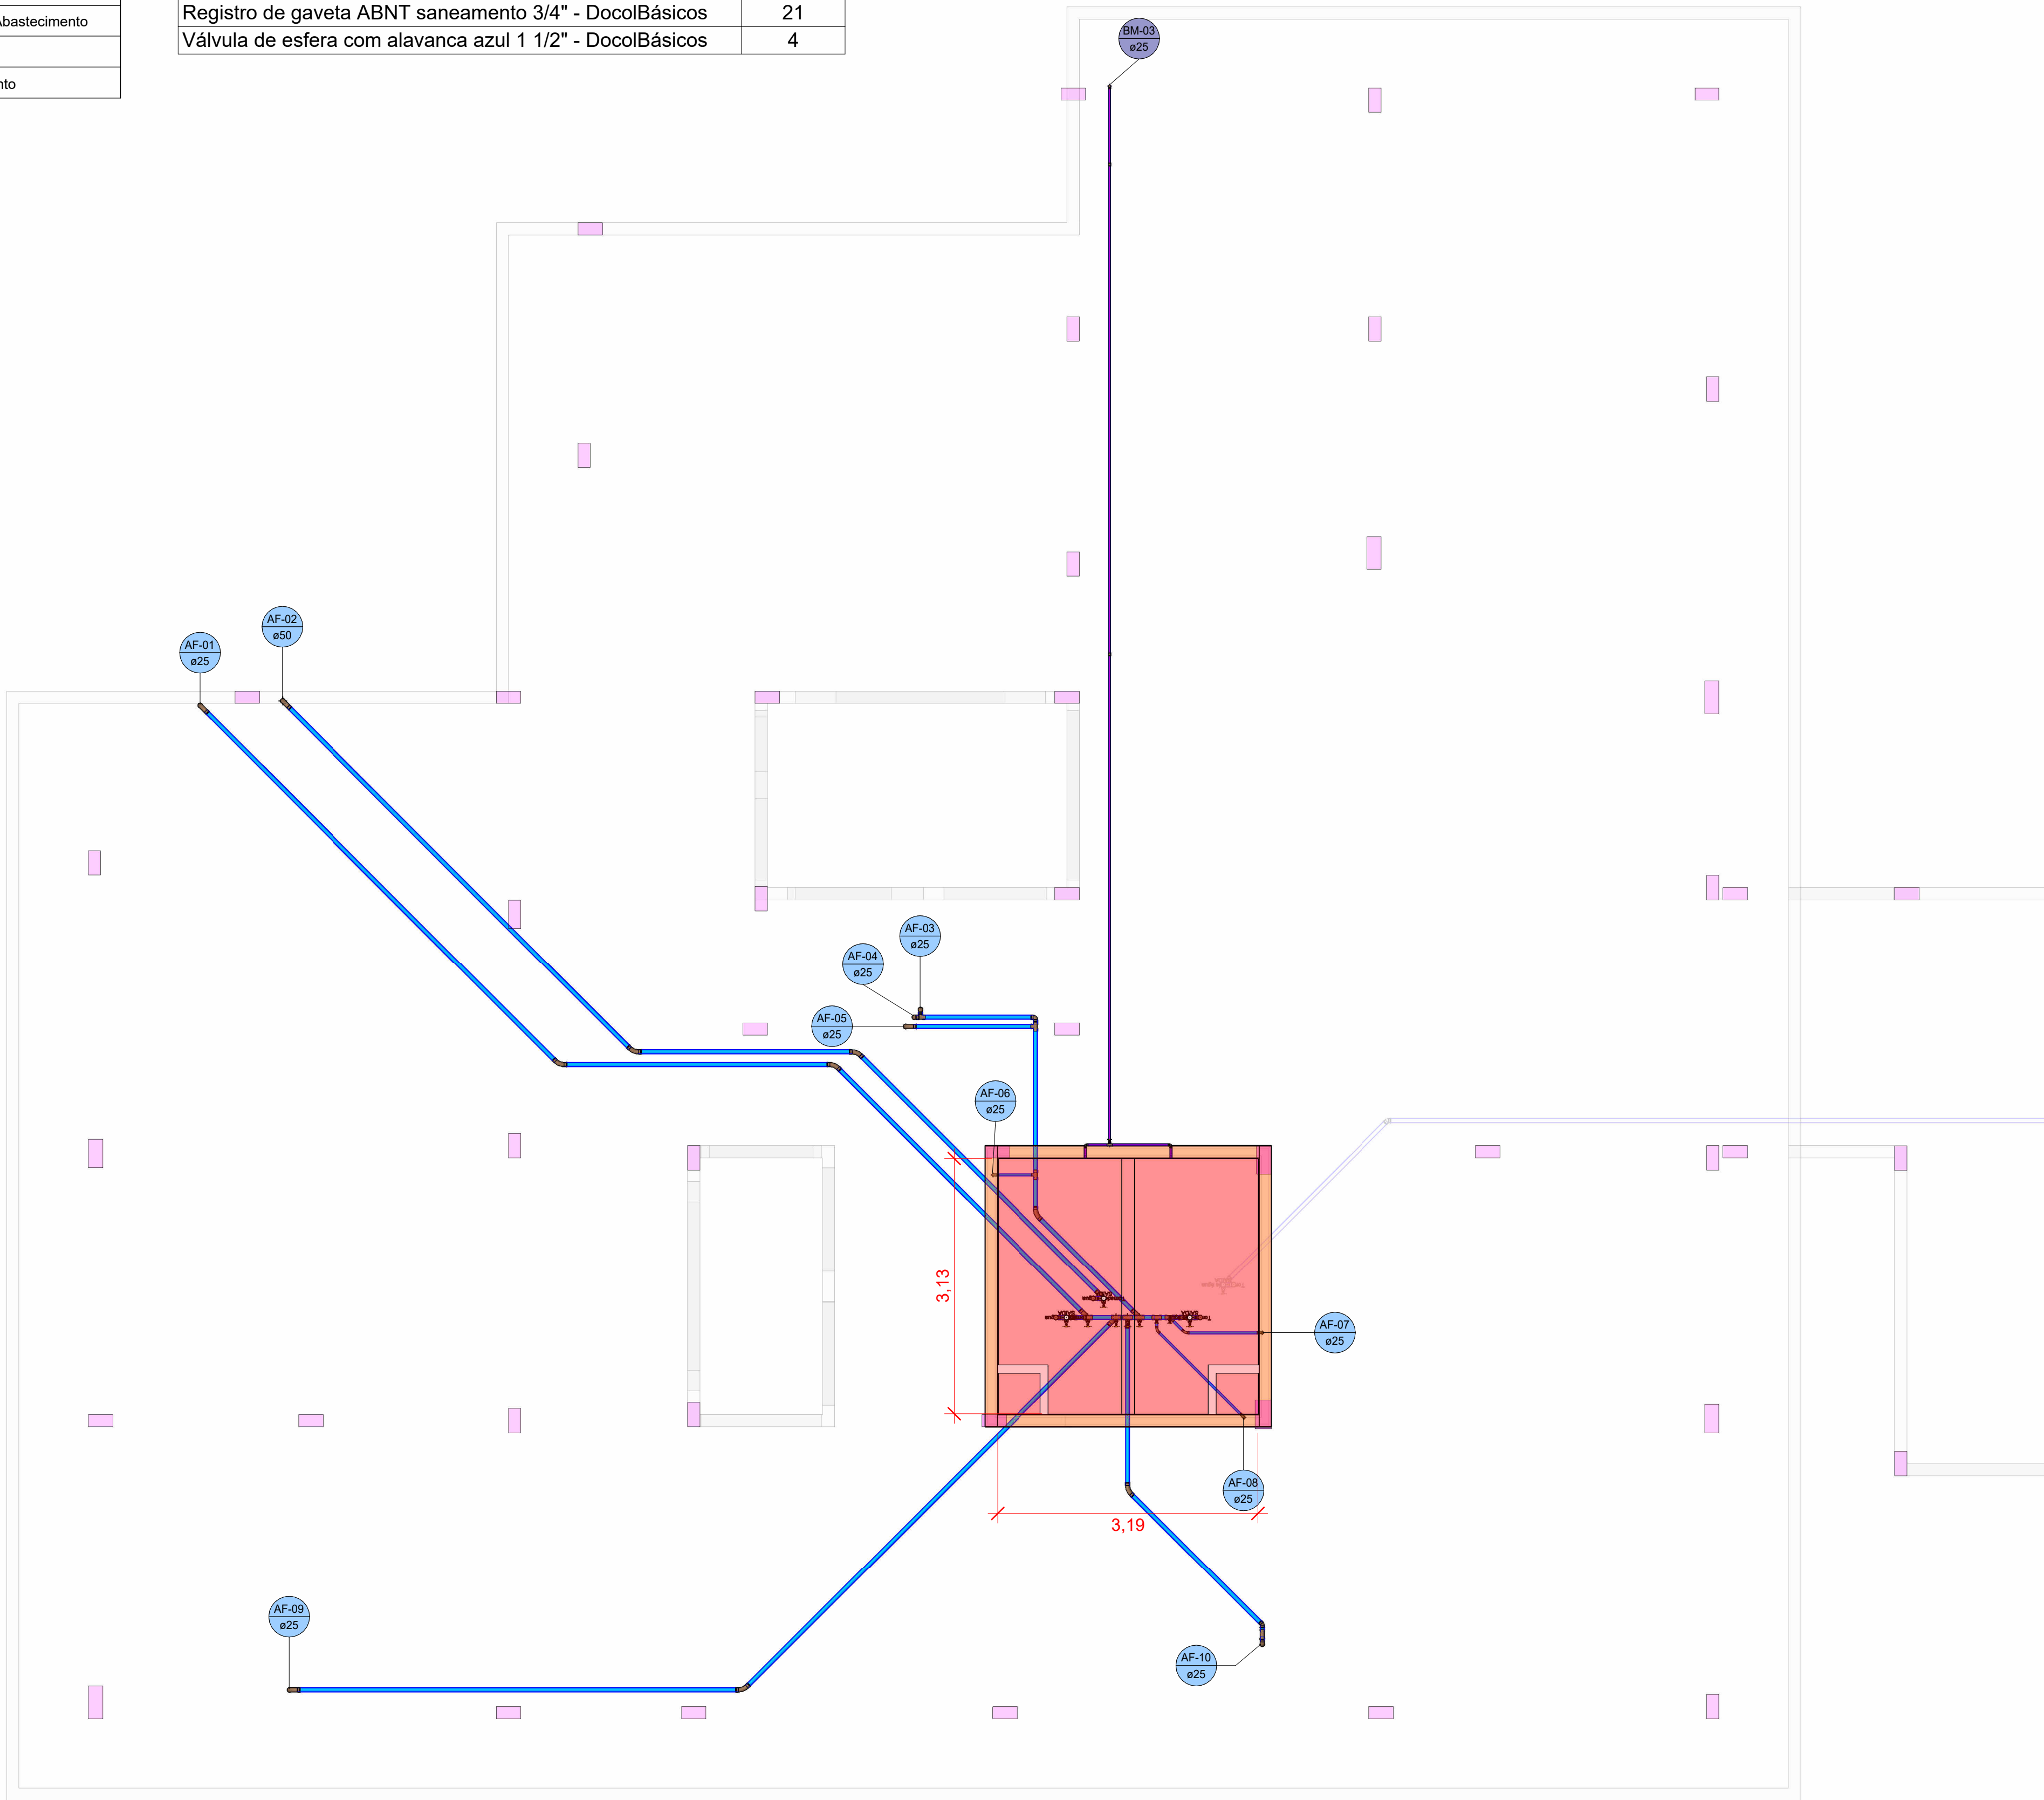 Abastecimento
nto
Registro de gaveta ABNT saneamento 3/4" - DocolBásicos 21
Válvula de esfera com alavanca azul 1 1/2" - DocolBásicos 4
BM-03
ø25
AF-02
ø50
AF-01
ø25
AF-03
ø25
AF-04
ø25
AF-05
ø25
AF-06
ø25
3,13
AF-07
ø25
AF-08
ø25
3,19
AF-09
ø25
AF-10
ø25